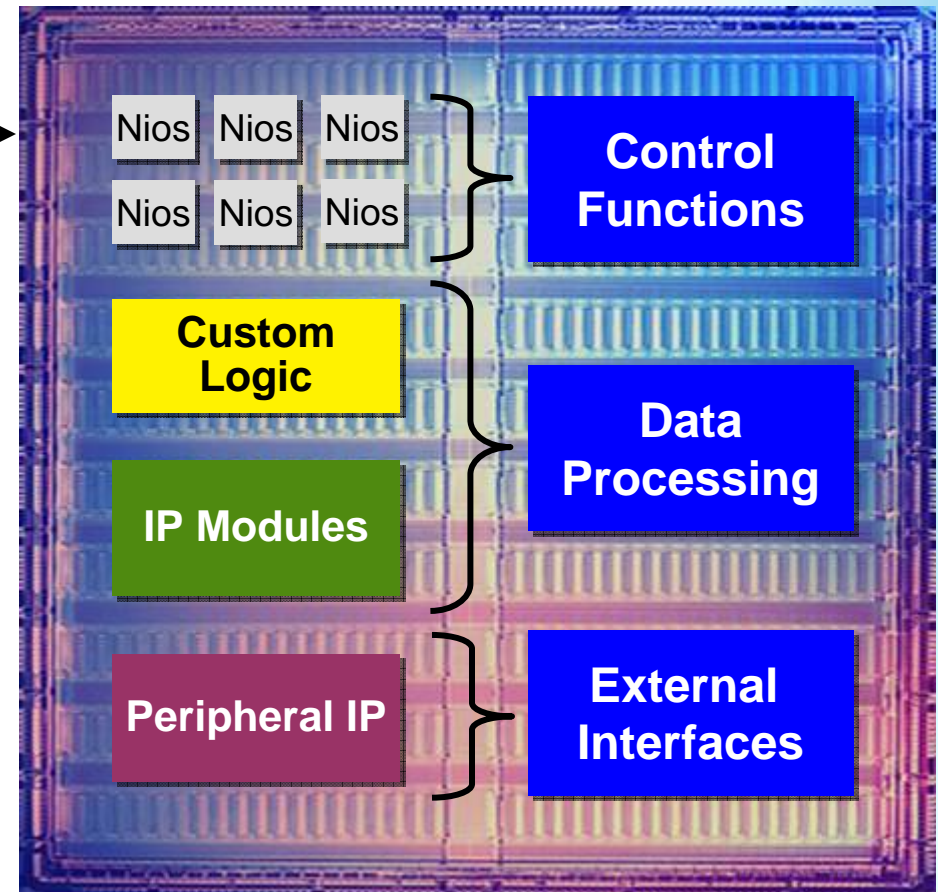 Nios Nios Nios
Nios Nios Nios
Control
Functions
Custom
Logic
IP Modules
Data
Processing
Peripheral IP
External
Interfaces